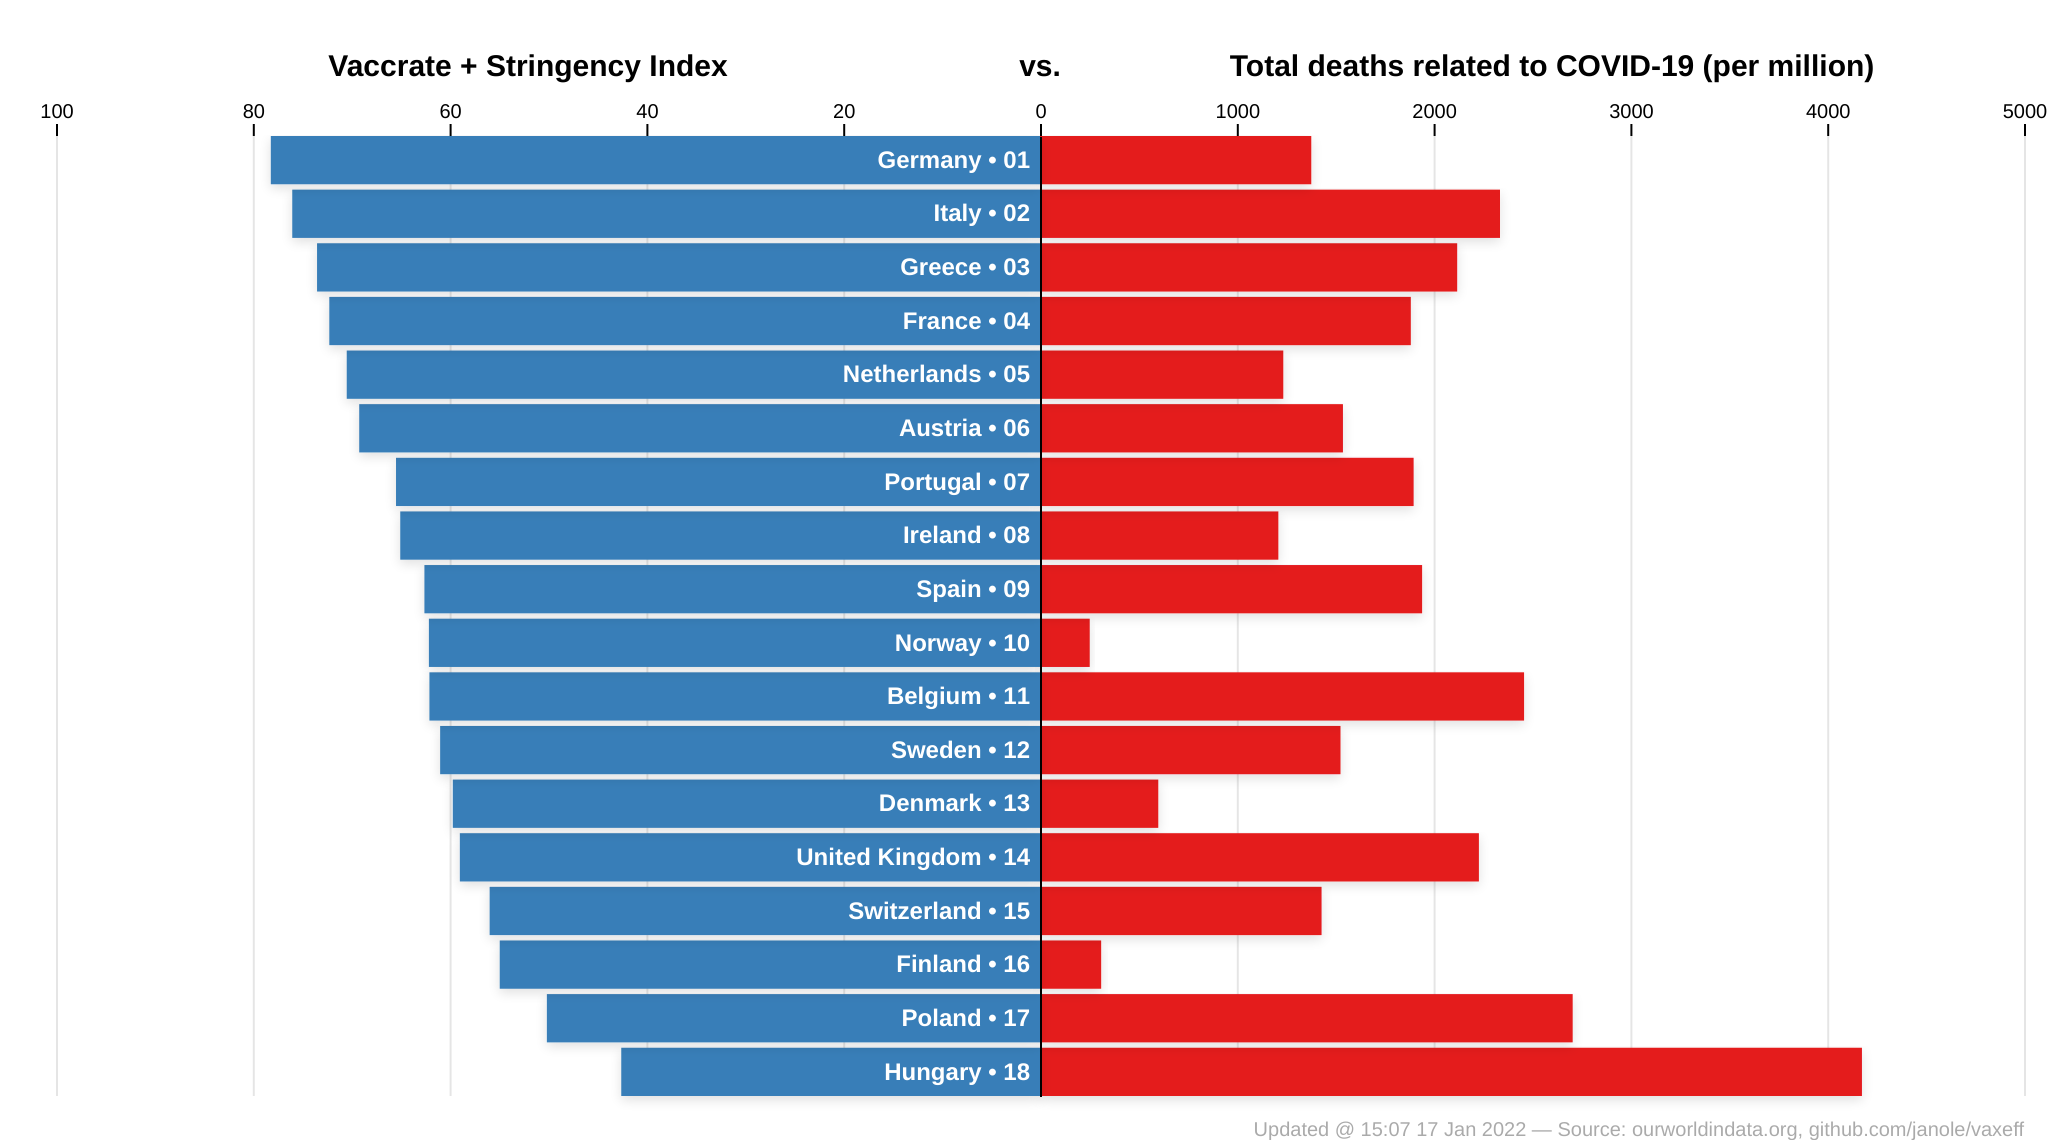 Vaccrate + Stringency Index vs. Total deaths related to COVID-19 (per million)
100 80 60 40 20 0 1000 2000 3000 4000 5000
Germany • 01
Italy • 02
Greece • 03
France • 04
Netherlands • 05
Austria • 06
Portugal • 07
Ireland • 08
Spain • 09
Norway • 10
Belgium • 11
Sweden • 12
Denmark • 13
United Kingdom • 14
Switzerland • 15
Finland • 16
Poland • 17
Hungary • 18
Updated @ 15:07 17 Jan 2022 — Source: ourworldindata.org, github.com/janole/vaxeff